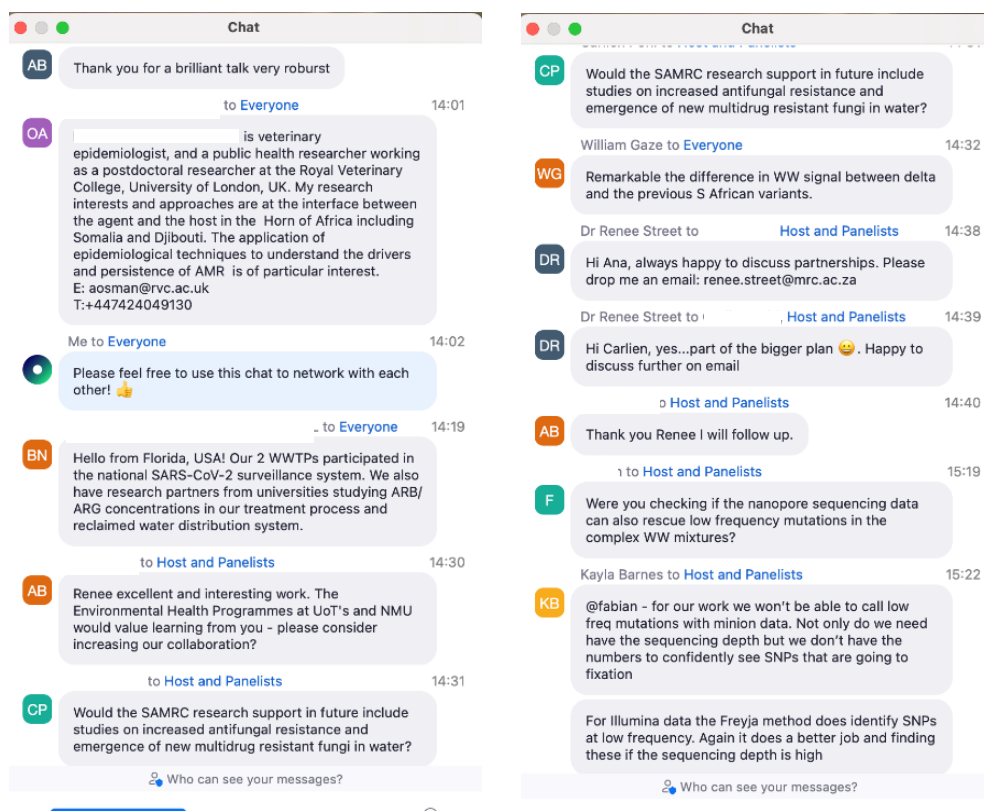 Chat
AB
Thank you for a brilliant talk very roburst
to Everyone 14:01
OA
is veterinary
epidemiologist, and a public health researcher working
as a postdoctoral researcher at the Royal Veterinary
College, University of London, UK. My research
interests and approaches are at the interface between
the agent and the host in the Horn of Africa including
Somalia and Djibouti. The application of
epidemiological techniques to understand the drivers
and persistence of AMR is of particular interest.
E: aosman@rvc.ac.uk
T:+447424049130
Me to Everyone 14:02
Please feel free to use this chat to network with each
other! 👍
to Everyone 14:19
BN
Hello from Florida, USA! Our 2 WWTPs participated in
the national SARS-CoV-2 surveillance system. We also
have research partners from universities studying ARB/
ARG concentrations in our treatment process and
reclaimed water distribution system.
to Host and Panelists 14:30
AB
Renee excellent and interesting work. The
Environmental Health Programmes at UoT's and NMU
would value learning from you - please consider
increasing our collaboration?
to Host and Panelists 14:31
CP
Would the SAMRC research support in future include
studies on increased antifungal resistance and
emergence of new multidrug resistant fungi in water?
Who can see your messages?
Chat
CP
Would the SAMRC research support in future include
studies on increased antifungal resistance and
emergence of new multidrug resistant fungi in water?
William Gaze to Everyone 14:32
WG
Remarkable the difference in WW signal between delta
and the previous S African variants.
Dr Renee Street to Host and Panelists 14:38
DR
Hi Ana, always happy to discuss partnerships. Please
drop me an email: renee.street@mrc.ac.za
Dr Renee Street to , Host and Panelists 14:39
DR
Hi Carlien, yes...part of the bigger plan 😀. Happy to
discuss further on email
to Host and Panelists 14:40
AB
Thank you Renee I will follow up.
to Host and Panelists 15:19
F
Were you checking if the nanopore sequencing data
can also rescue low frequency mutations in the
complex WW mixtures?
Kayla Barnes to Host and Panelists 15:22
KB
@fabian - for our work we won't be able to call low
freq mutations with minion data. Not only do we need
have the sequencing depth but we don't have the
numbers to confidently see SNPs that are going to
fixation
For Illumina data the Freyja method does identify SNPs
at low frequency. Again it does a better job and finding
these if the sequencing depth is high
Who can see your messages?